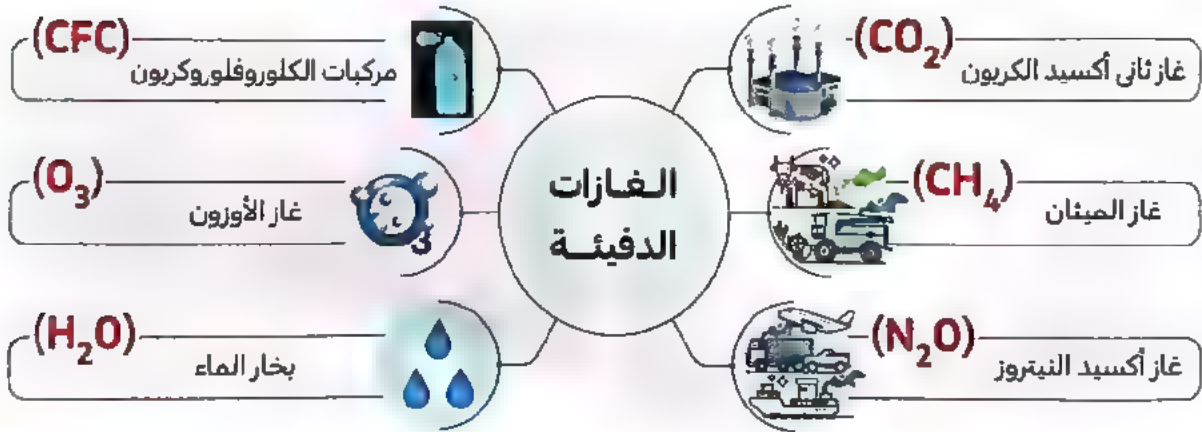 الغازات
الدفيئة
(CO₂)
غاز ثاني أكسيد الكربون
(CH₄)
غاز الميثان
(N₂O)
غاز أكسيد النيتروز
(CFC)
مركبات الكلوروفلوروكربون
(O₃)
غاز الأوزون
(H₂O)
بخار الماء